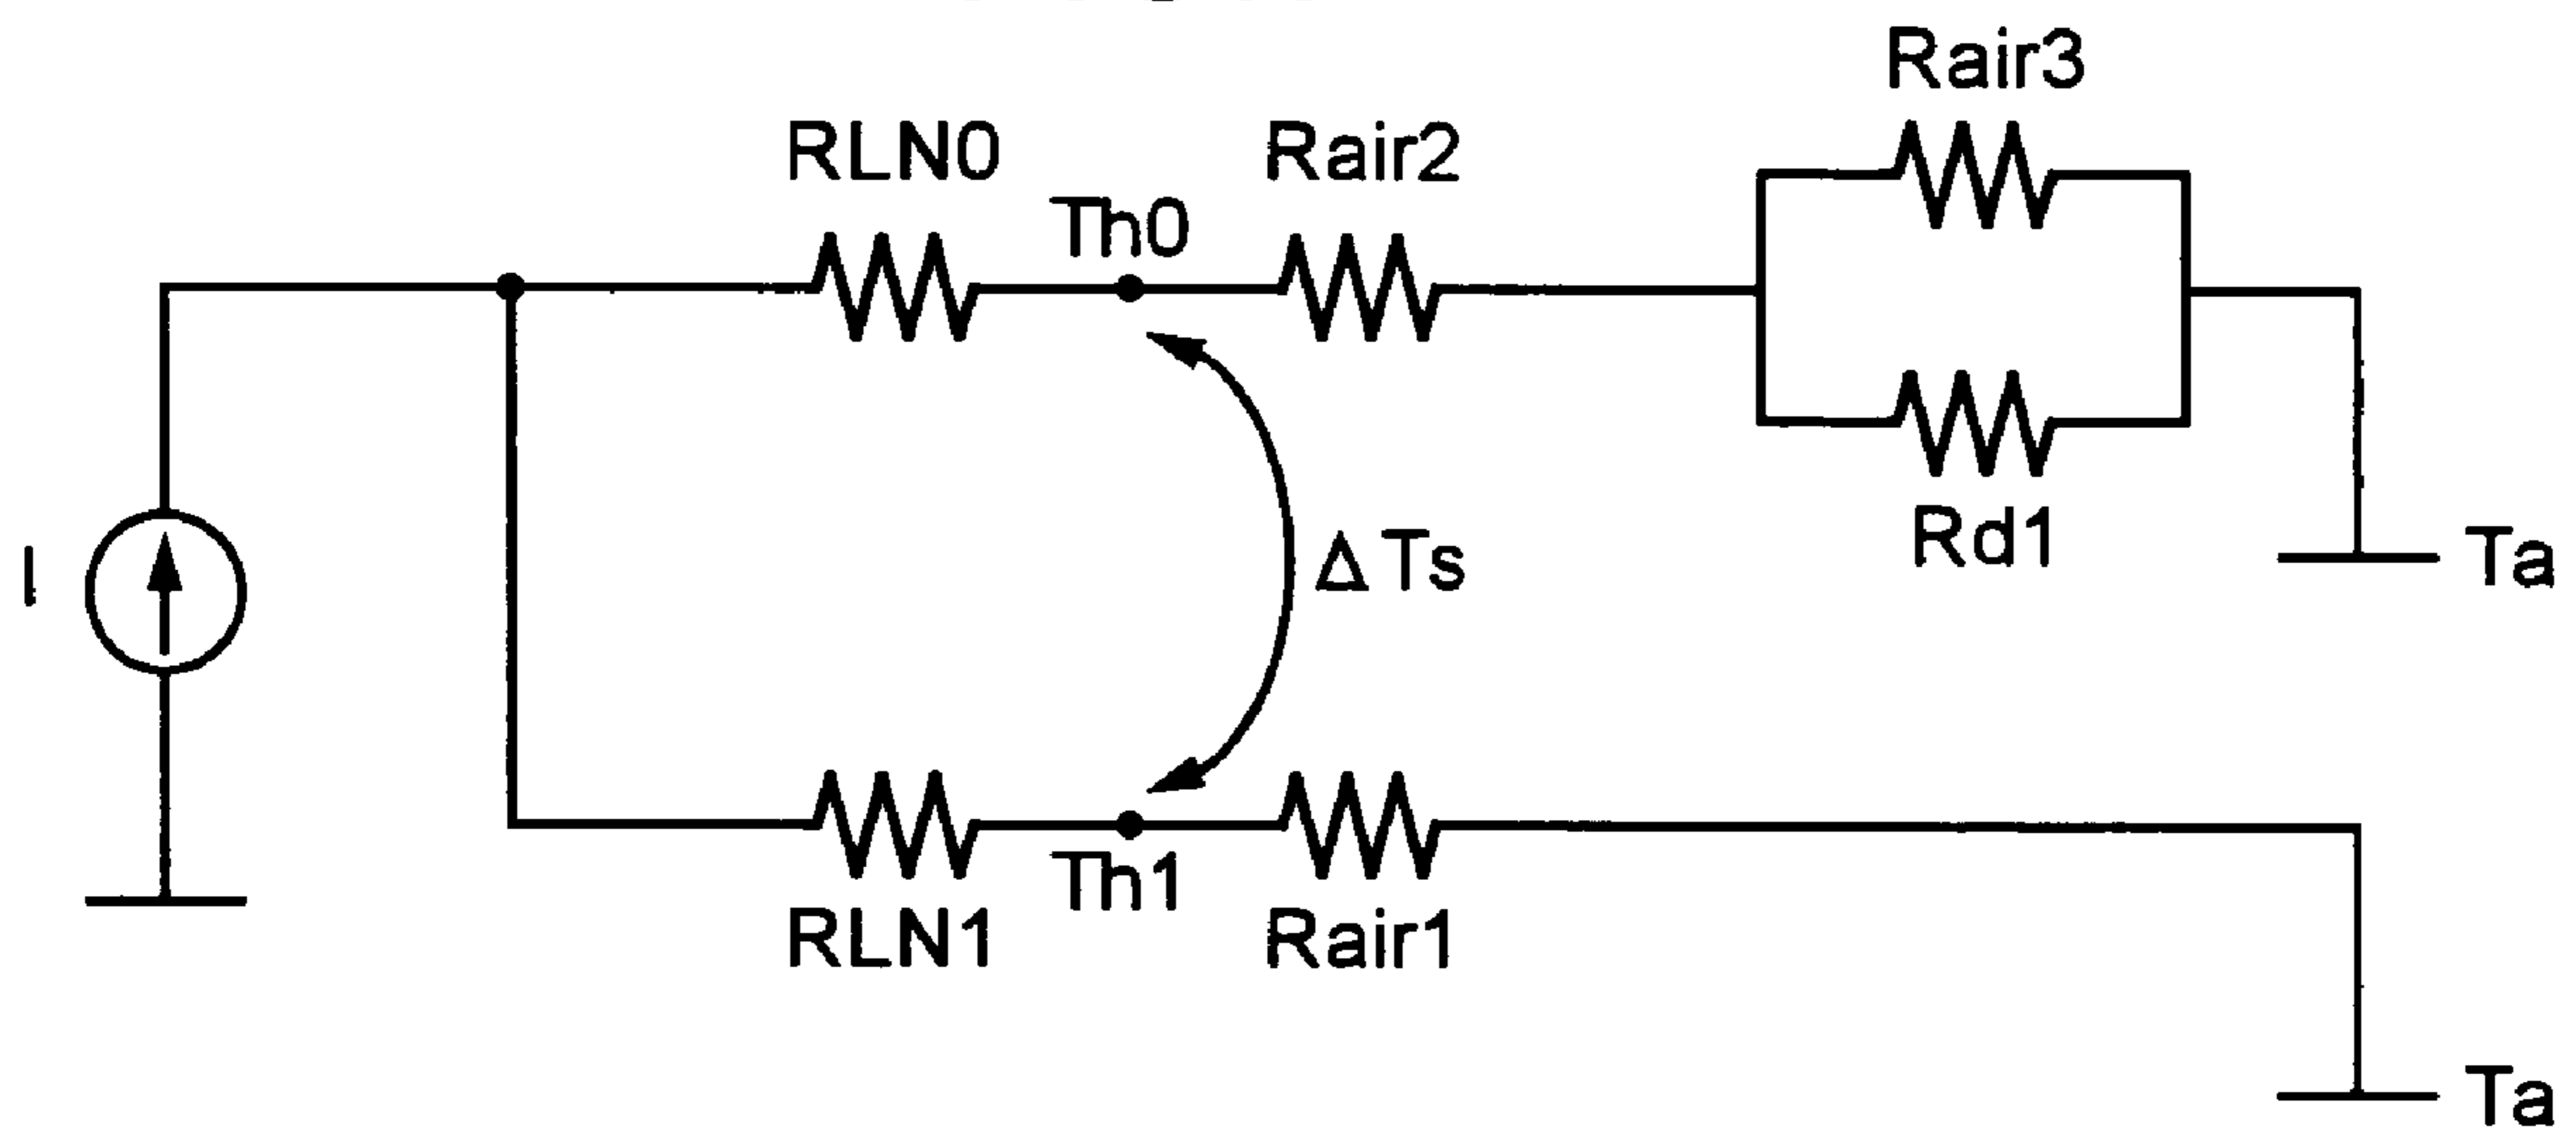 Rair3
RLN0
Rair2
Th0
I
ΔTs
Rd1
Ta
Th1
RLN1
Rair1
Ta